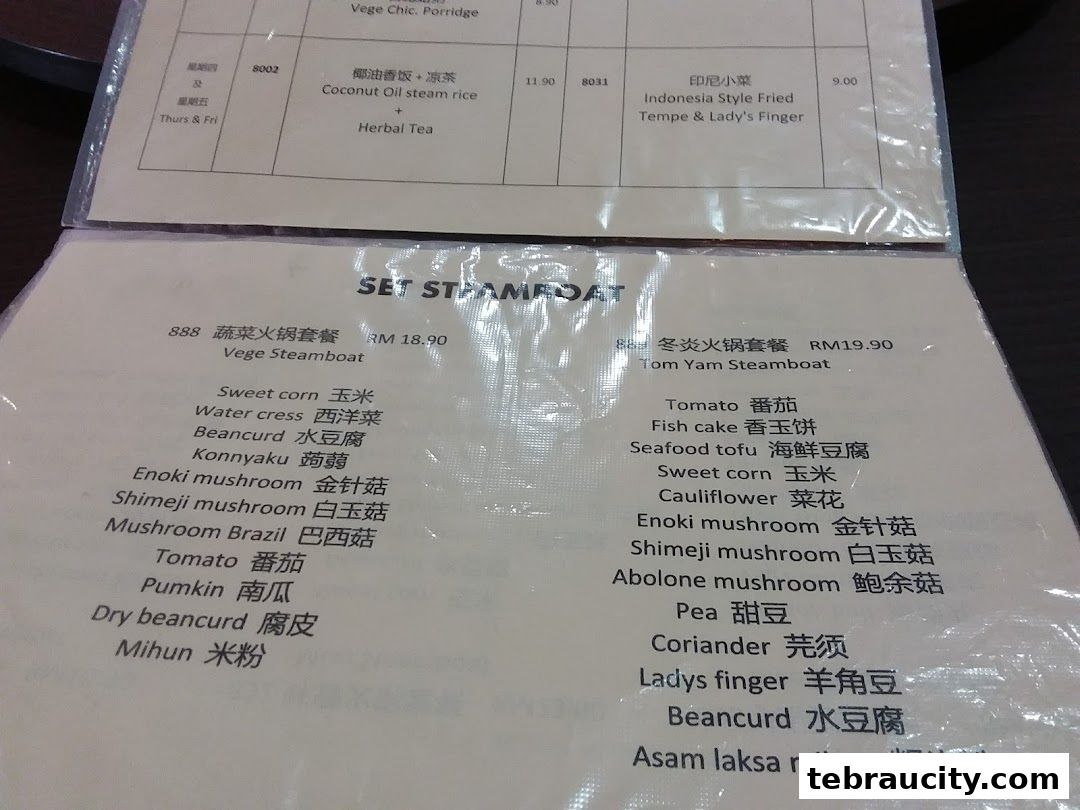 Vege Chic. Porridge
8.90
星期四
&
星期五
Thurs & Fri
8002
椰油香饭 + 凉茶
Coconut Oil steam rice
+
Herbal Tea
11.90
8031
印尼小菜
Indonesia Style Fried
Tempe & Lady's Finger
9.00
SET STEAMBOAT
888 蔬菜火锅套餐 RM 18.90
Vege Steamboat
Sweet corn 玉米
Water cress 西洋菜
Beancurd 水豆腐
Konnyaku 蒟蒻
Enoki mushroom 金针菇
Shimeji mushroom 白玉菇
Mushroom Brazil 巴西菇
Tomato 番茄
Pumkin 南瓜
Dry beancurd 腐皮
Mihun 米粉
冬炎火锅套餐 RM19.90
Tom Yam Steamboat
Tomato 番茄
Fish cake 香玉饼
Seafood tofu 海鲜豆腐
Sweet corn 玉米
Cauliflower 菜花
Enoki mushroom 金针菇
Shimeji mushroom 白玉菇
Abolone mushroom 鲍余菇
Pea 甜豆
Coriander 芫须
Ladys finger 羊角豆
Beancurd 水豆腐
Asam laksa
tebraucity.com